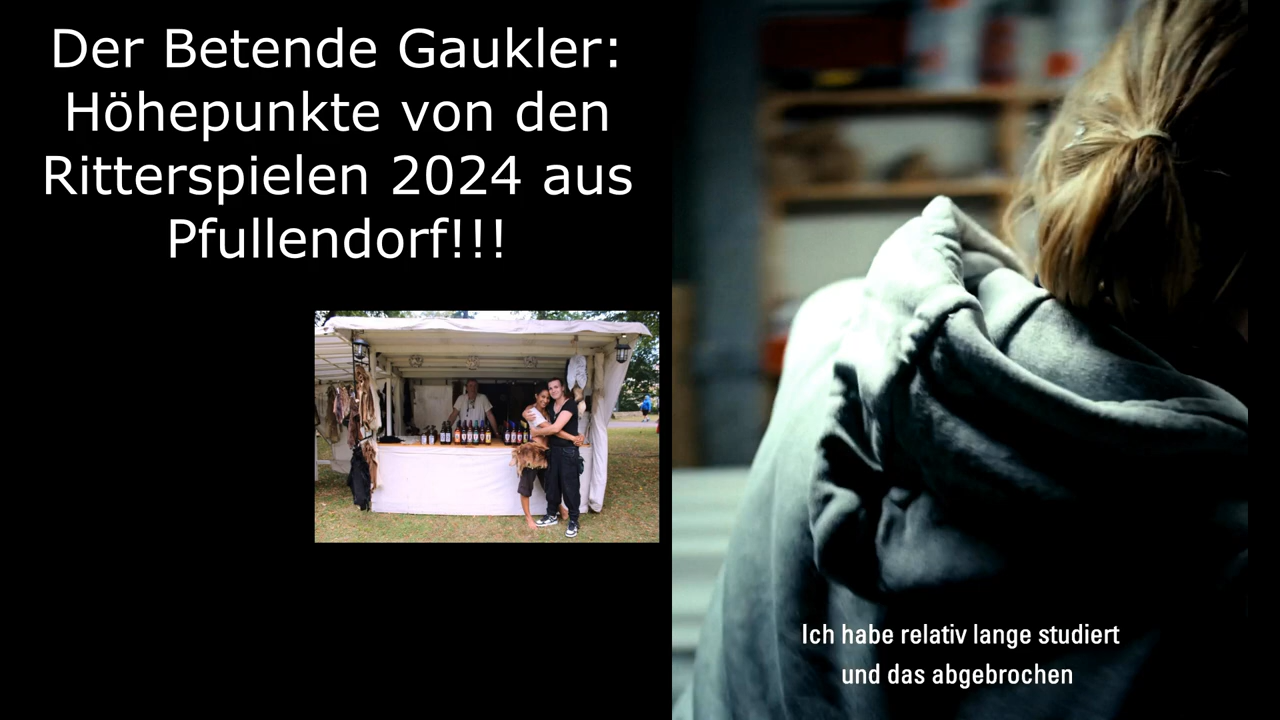 Der Betende Gaukler:
Höhepunkte von den
Ritterspielen 2024 aus
Pfullendorf!!!
Ich habe relativ lange studiert
und das abgebrochen